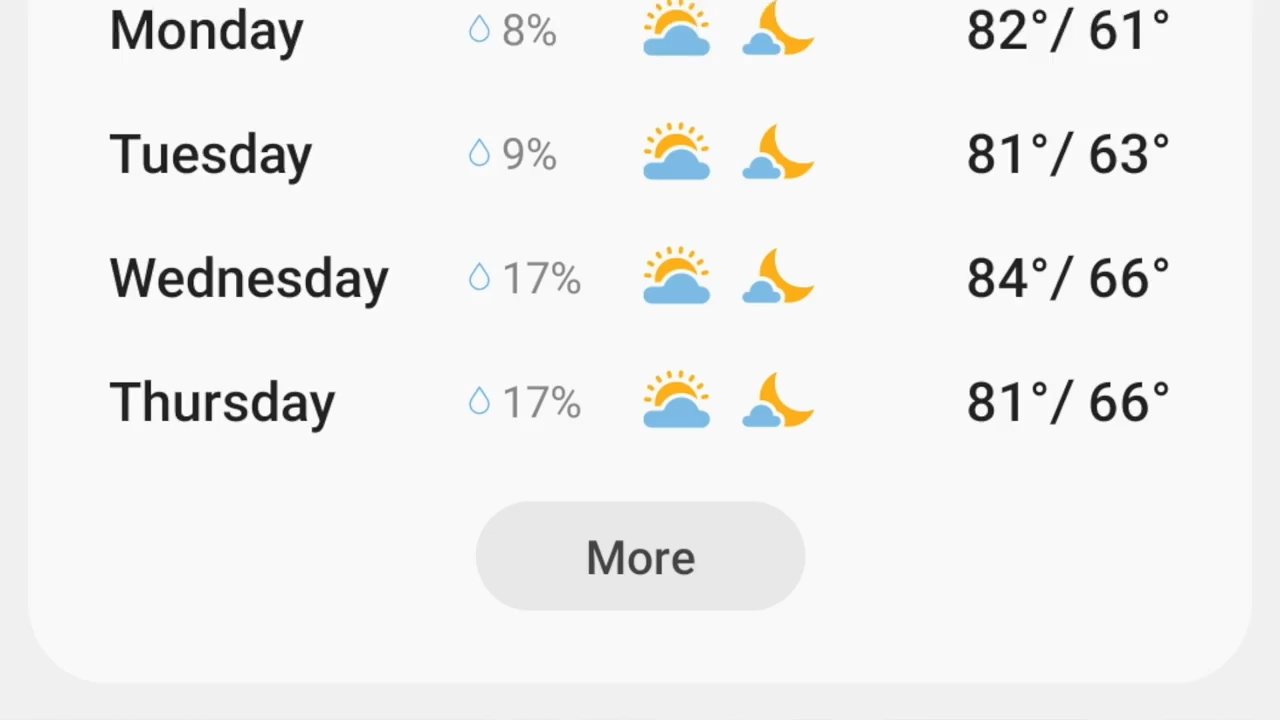 Monday 8% 82°/ 61°
Tuesday 9% 81°/ 63°
Wednesday 17% 84°/ 66°
Thursday 17% 81°/ 66°
More